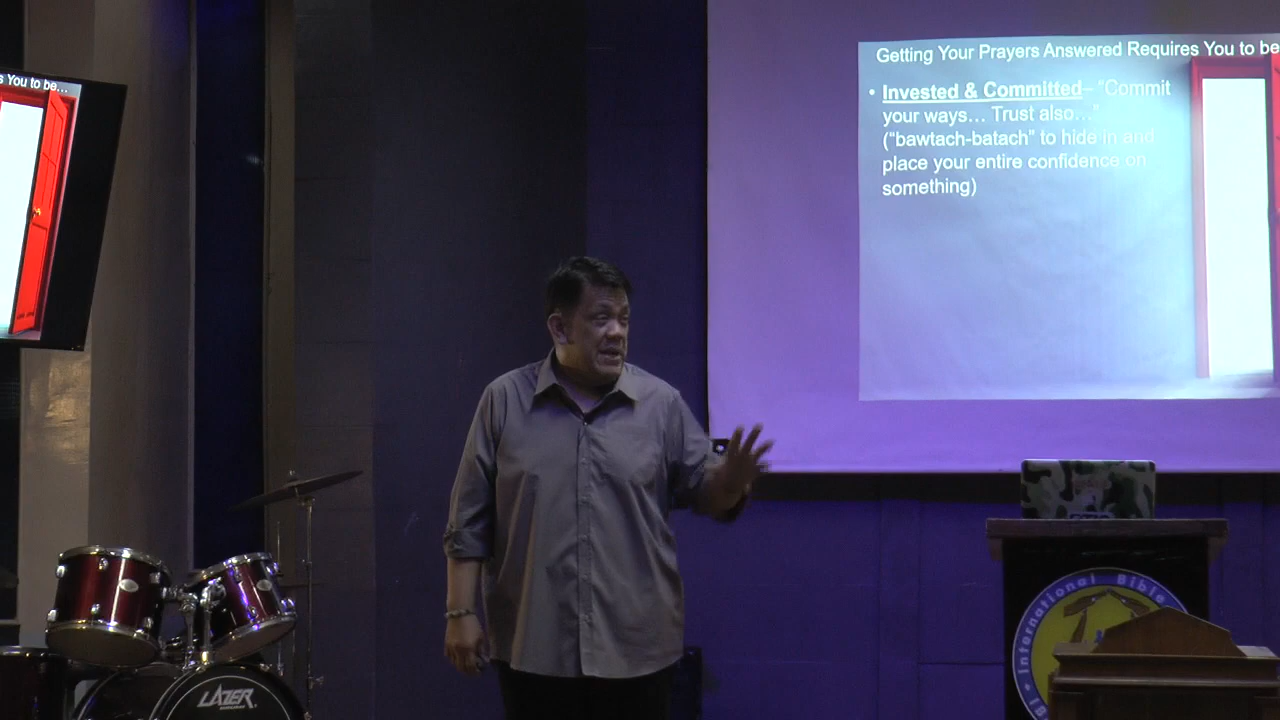 s You to be...
Getting Your Prayers Answered Requires You to be
• Invested & Committed– “Commit
your ways… Trust also…”
(“bawtach-batach” to hide in and
place your entire confidence on
something)
International Bible
LAZER